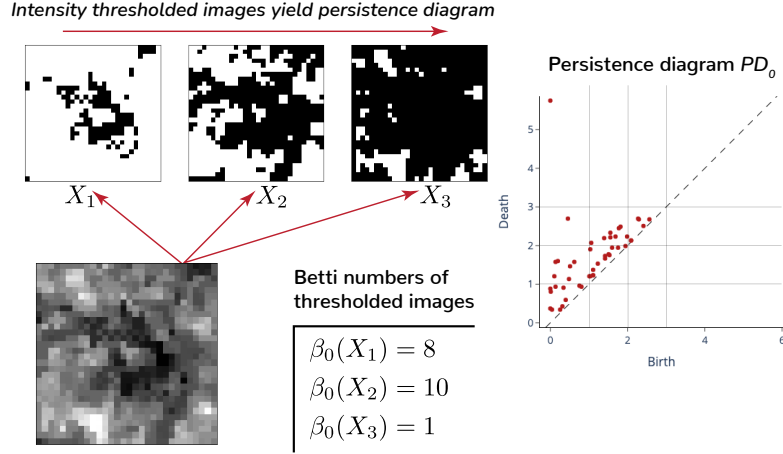 Intensity thresholded images yield persistence diagram
X₁
X₂
X₃
Betti numbers of
thresholded images
β₀(X₁) = 8
β₀(X₂) = 10
β₀(X₃) = 1
Persistence diagram PD₀
Death
5
4
3
2
1
0
0
2
4
6
Birth